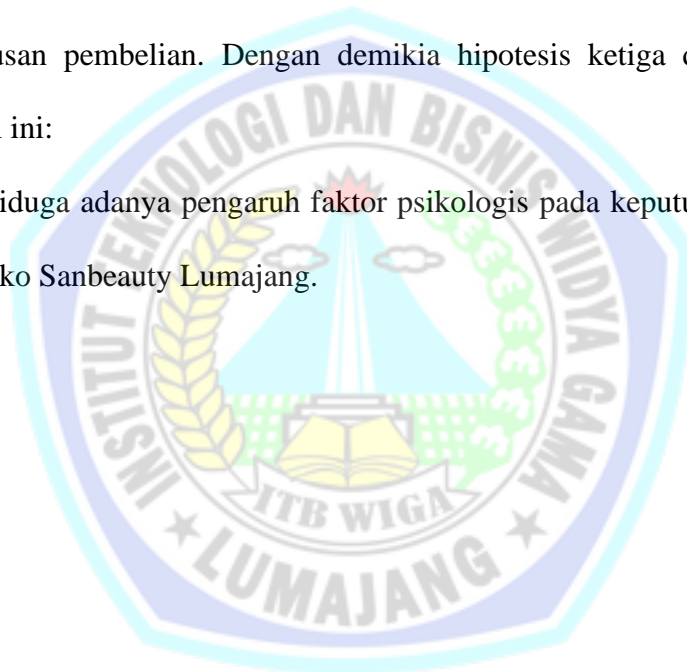 usan pembelian. Dengan demikia hipotesis ketiga d
ini:
iduga adanya pengaruh faktor psikologis pada keputu
ko Sanbeauty Lumajang.
INSTITUT TEKNOLOGI DAN BISNIS WIDYA GAMA
ITB WIGA
LUMAJANG